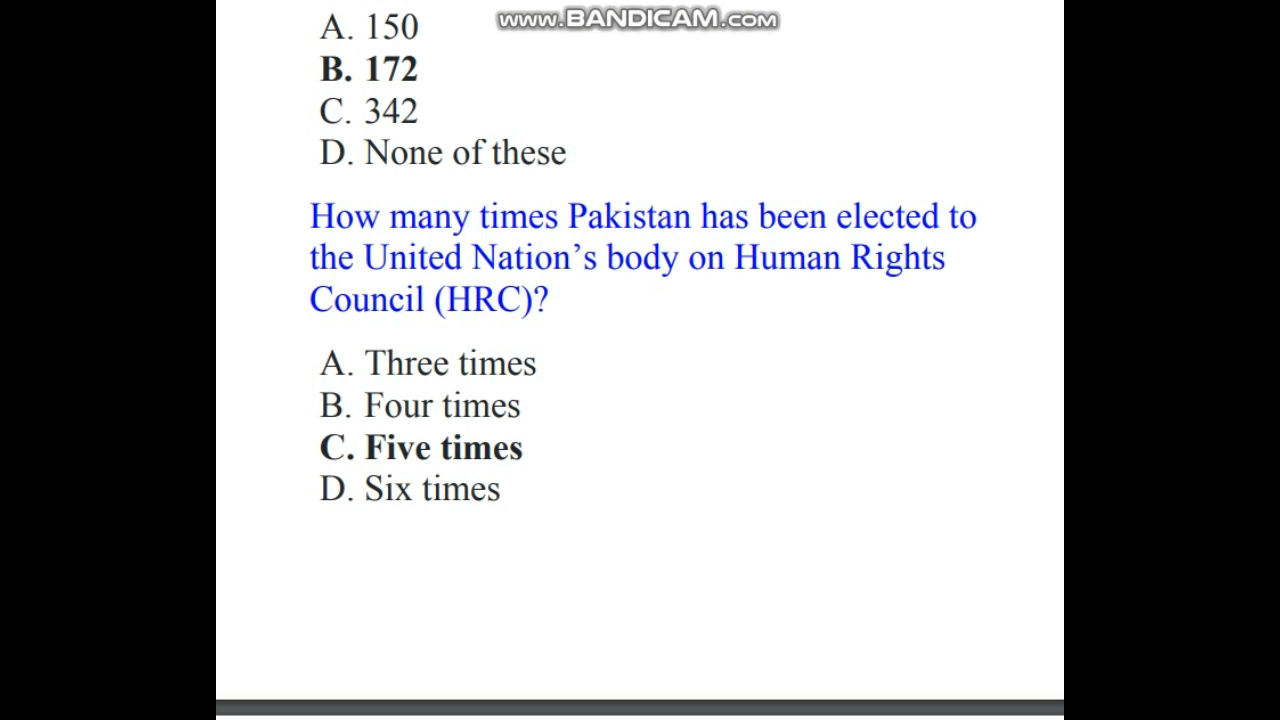 www.BANDICAM.com
A. 150
B. 172
C. 342
D. None of these
How many times Pakistan has been elected to
the United Nation’s body on Human Rights
Council (HRC)?
A. Three times
B. Four times
C. Five times
D. Six times